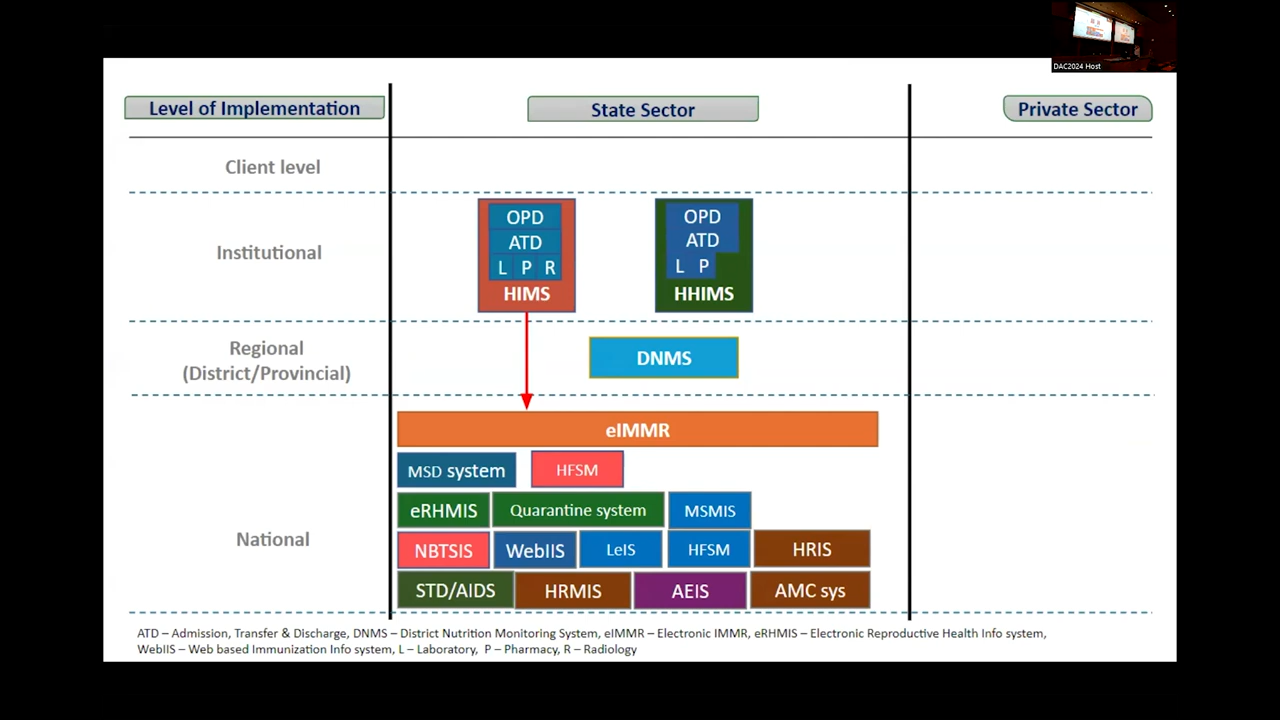 DAC2024 Host
Level of Implementation
State Sector
Private Sector
Client level
Institutional
OPD
ATD
L P R
HIMS
OPD
ATD
L P
HHIMS
Regional
(District/Provincial)
DNMS
National
eIMMR
MSD system
HFSM
eRHMIS
Quarantine system
MSMIS
NBTSIS
WebIIS
LeIS
HFSM
HRIS
STD/AIDS
HRMIS
AEIS
AMC sys
ATD – Admission, Transfer & Discharge, DNMS – District Nutrition Monitoring System, eIMMR – Electronic IMMR, eRHMIS – Electronic Reproductive Health Info system,
WebIIS – Web based Immunization Info system, L – Laboratory, P – Pharmacy, R – Radiology